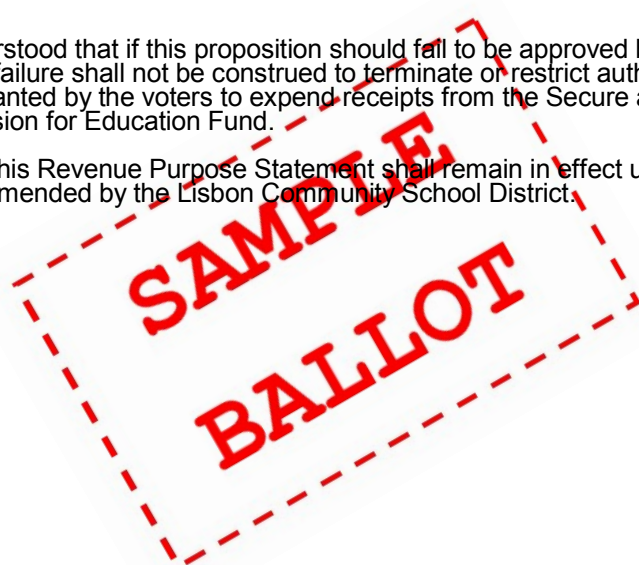 rstood that if this proposition should fail to be approved
failure shall not be construed to terminate or restrict auth
anted by the voters to expend receipts from the Secure a
sion for Education Fund.
his Revenue Purpose Statement shall remain in effect u
mended by the Lisbon Community School District.
SAMPLE
BALLOT